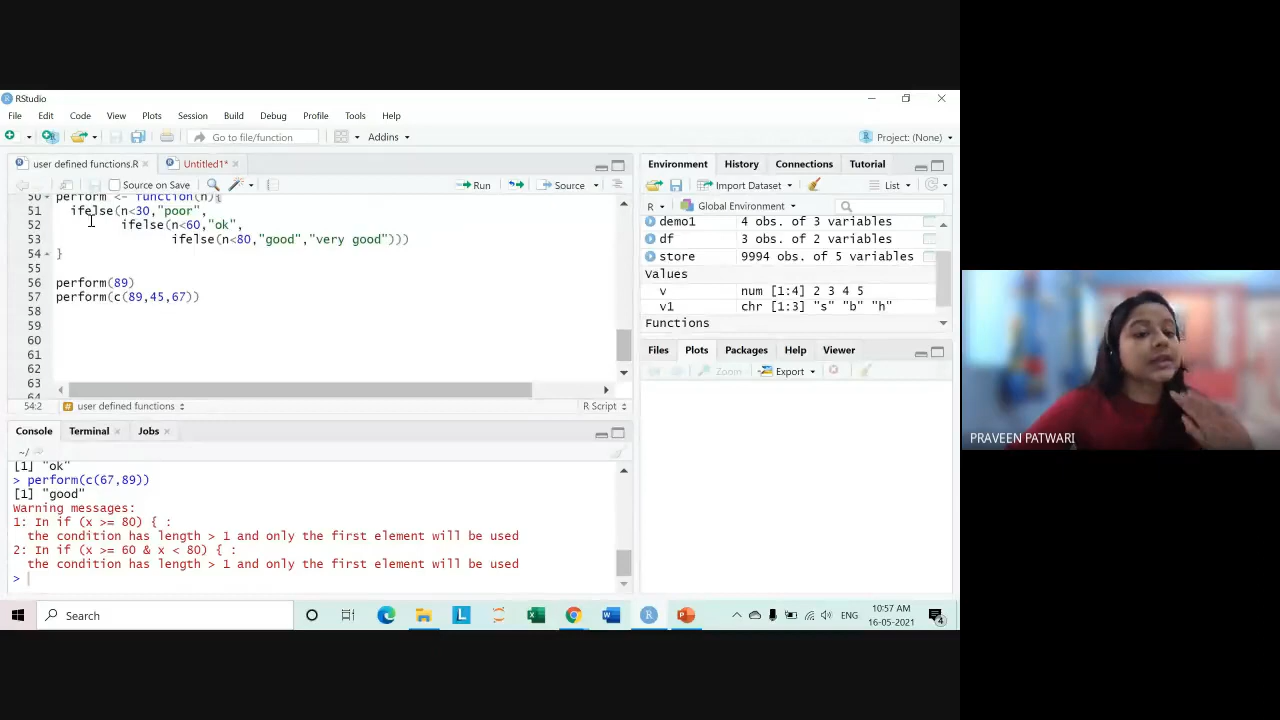 RStudio
File Edit Code View Plots Session Build Debug Profile Tools Help
Go to file/function Addins Project: (None)
user defined functions.R Untitled1*
Source on Save Run Source
50 perform <- function(n){
51 ifelse(n<30,"poor",
52 ifelse(n<60,"ok",
53 ifelse(n<80,"good","very good")))
54 }
55
56 perform(89)
57 perform(c(89,45,67))
58
59
60
61
62
63
64
54:2 user defined functions R Script
Console Terminal Jobs
~/
[1] "ok"
> perform(c(67,89))
[1] "good"
Warning messages:
1: In if (x >= 80) { :
the condition has length > 1 and only the first element will be used
2: In if (x >= 60 & x < 80) { :
the condition has length > 1 and only the first element will be used
>
Environment History Connections Tutorial
Import Dataset List
R Global Environment
demo1 4 obs. of 3 variables
df 3 obs. of 2 variables
store 9994 obs. of 5 variables
Values
v num [1:4] 2 3 4 5
v1 chr [1:3] "s" "b" "h"
Functions
Files Plots Packages Help Viewer
Zoom Export
PRAVEEN PATWARI
Search
ENG
10:57 AM
16-05-2021
4